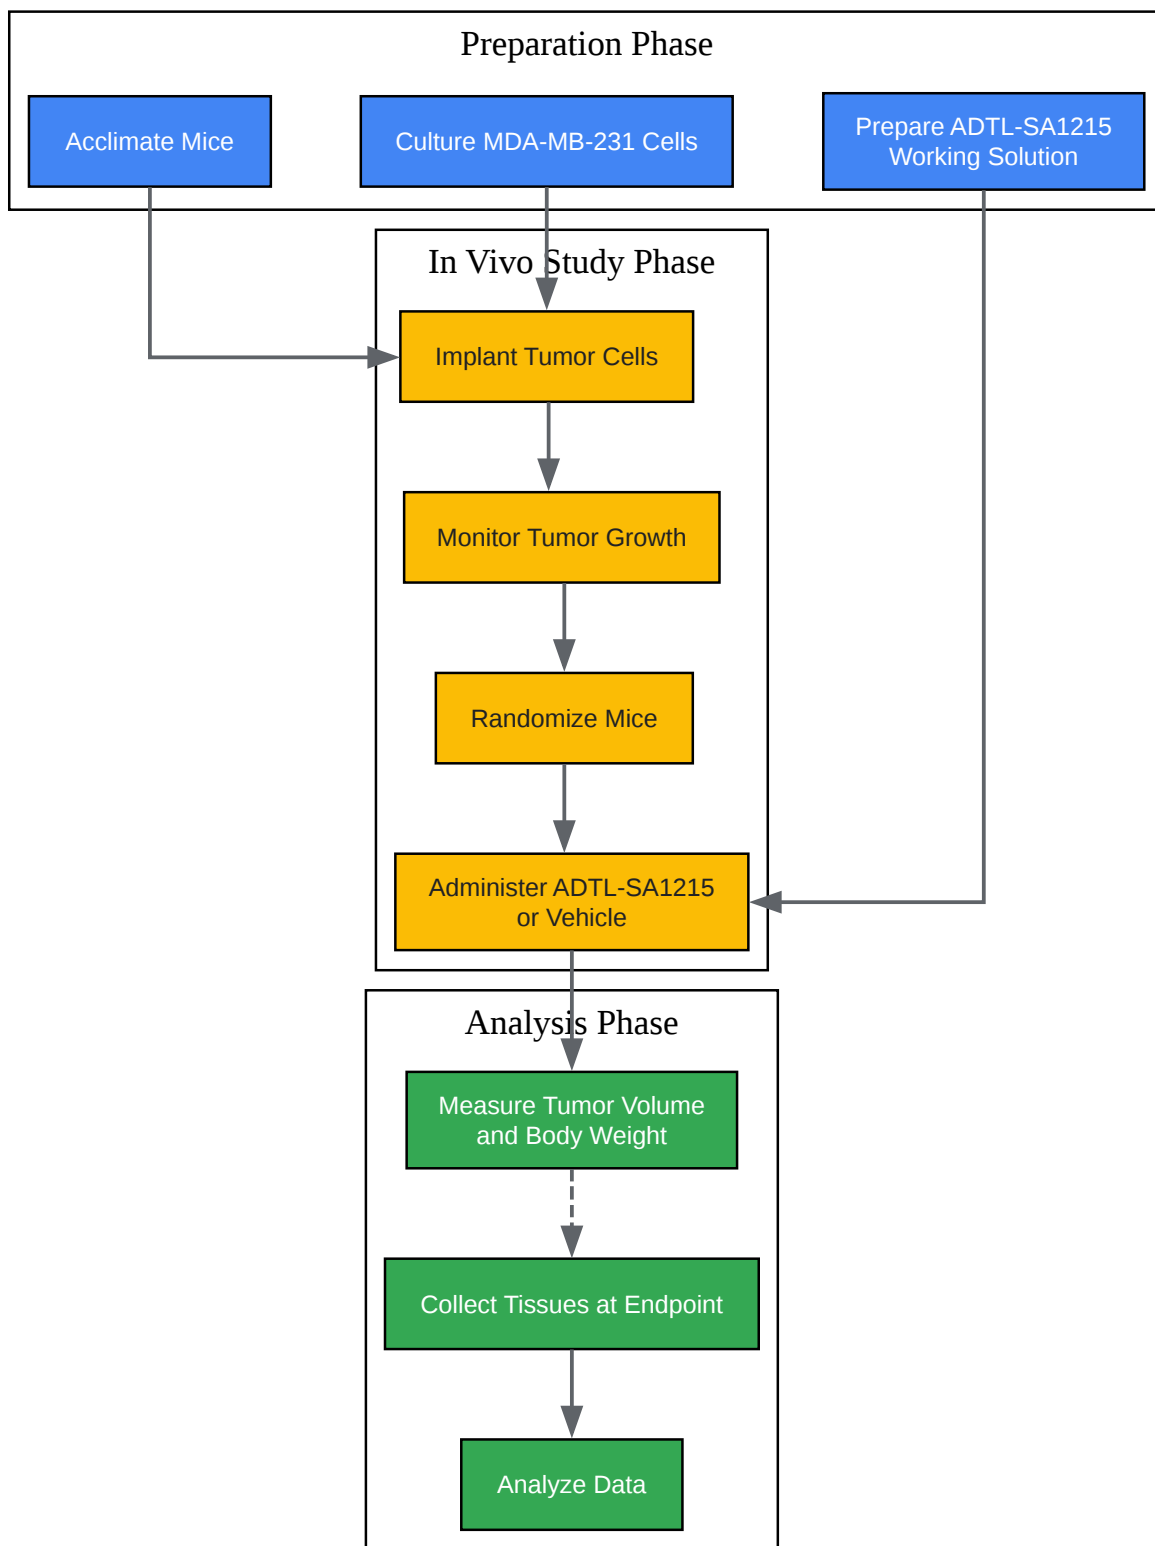 Preparation Phase
Acclimate Mice
Culture MDA-MB-231 Cells
Prepare ADTL-SA1215
Working Solution
In Vivo Study Phase
Implant Tumor Cells
Monitor Tumor Growth
Randomize Mice
Administer ADTL-SA1215
or Vehicle
Analysis Phase
Measure Tumor Volume
and Body Weight
Collect Tissues at Endpoint
Analyze Data